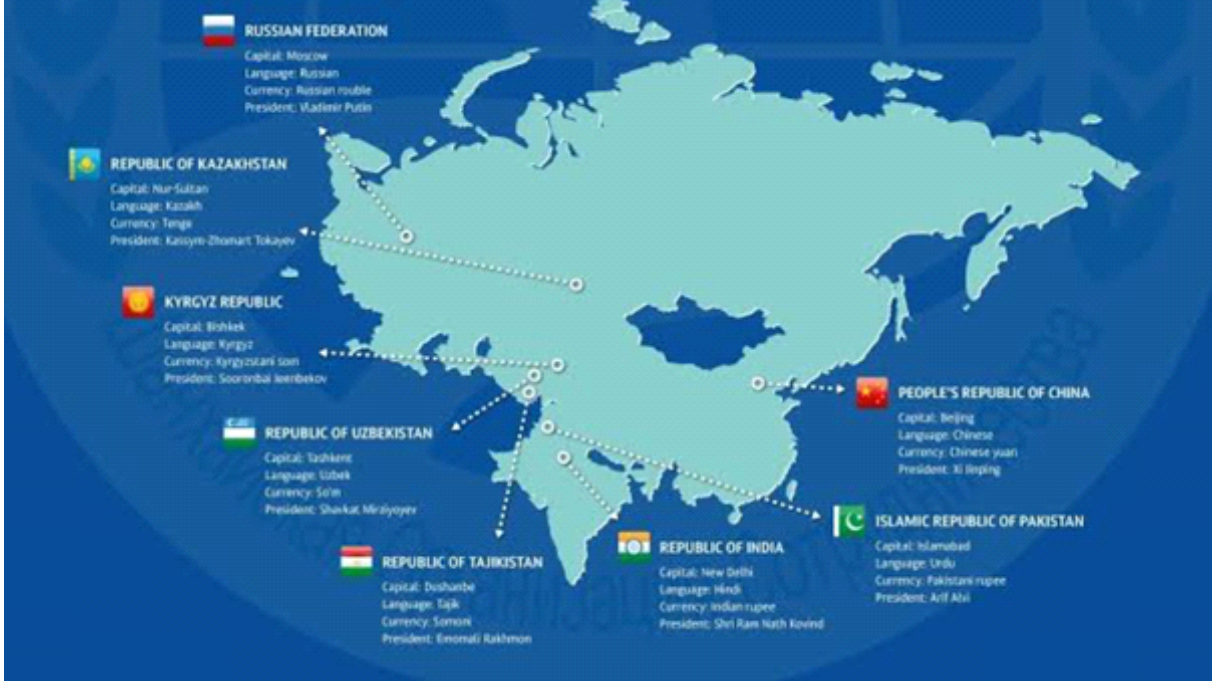 RUSSIAN FEDERATION
Capital: Moscow
Language: Russian
Currency: Russian rouble
President: Vladimir Putin
REPUBLIC OF KAZAKHSTAN
Capital: Nur-Sultan
Language: Kazakh
Currency: Tenge
President: Kassym-Zhomart Tokayev
KYRGYZ REPUBLIC
Capital: Bishkek
Language: Kyrgyz
Currency: Kyrgyzstani som
President: Sooronbai Jeenbekov
REPUBLIC OF UZBEKISTAN
Capital: Tashkent
Language: Uzbek
Currency: So'm
President: Shavkat Mirziyoyev
REPUBLIC OF TAJIKISTAN
Capital: Dushanbe
Language: Tajik
Currency: Somoni
President: Emomali Rakhmon
REPUBLIC OF INDIA
Capital: New Delhi
Language: Hindi
Currency: Indian rupee
President: Shri Ram Nath Kovind
PEOPLE'S REPUBLIC OF CHINA
Capital: Beijing
Language: Chinese
Currency: Chinese yuan
President: Xi Jinping
ISLAMIC REPUBLIC OF PAKISTAN
Capital: Islamabad
Language: Urdu
Currency: Pakistani rupee
President: Arif Alvi